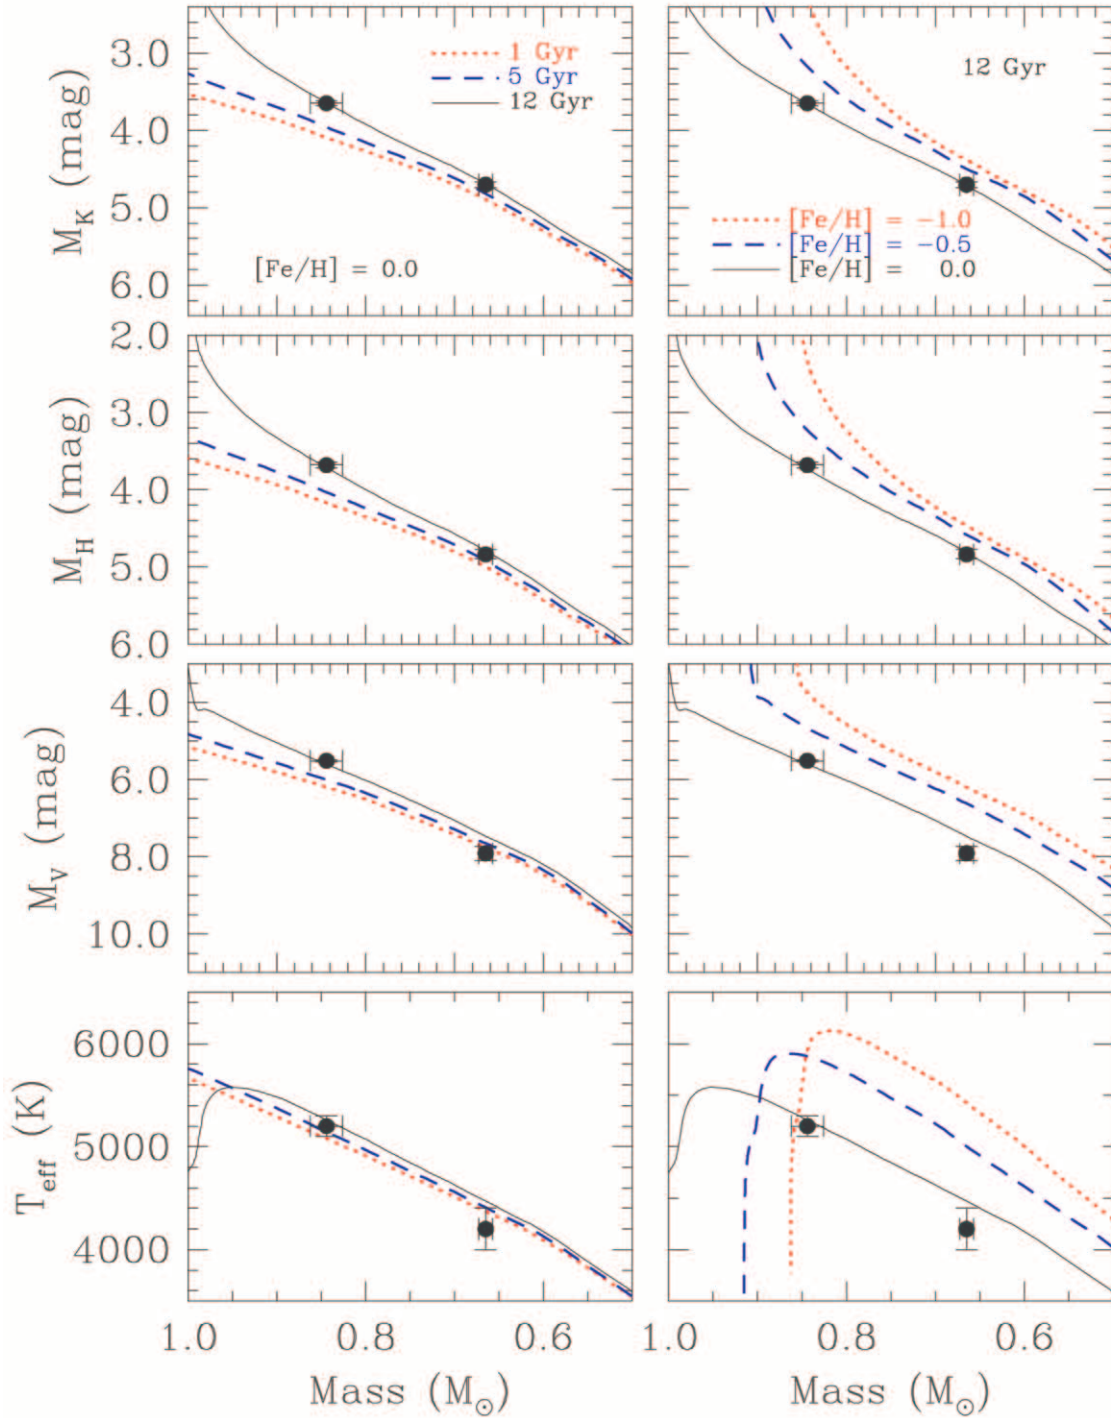 3.0
4.0
5.0
6.0
M_K (mag)
1 Gyr
5 Gyr
12 Gyr
[Fe/H] = 0.0
12 Gyr
[Fe/H] = −1.0
[Fe/H] = −0.5
[Fe/H] = 0.0
2.0
3.0
4.0
5.0
6.0
M_H (mag)
4.0
6.0
8.0
10.0
M_V (mag)
6000
5000
4000
T_eff (K)
1.0 0.8 0.6
1.0 0.8 0.6
Mass (M_⊙)
Mass (M_⊙)